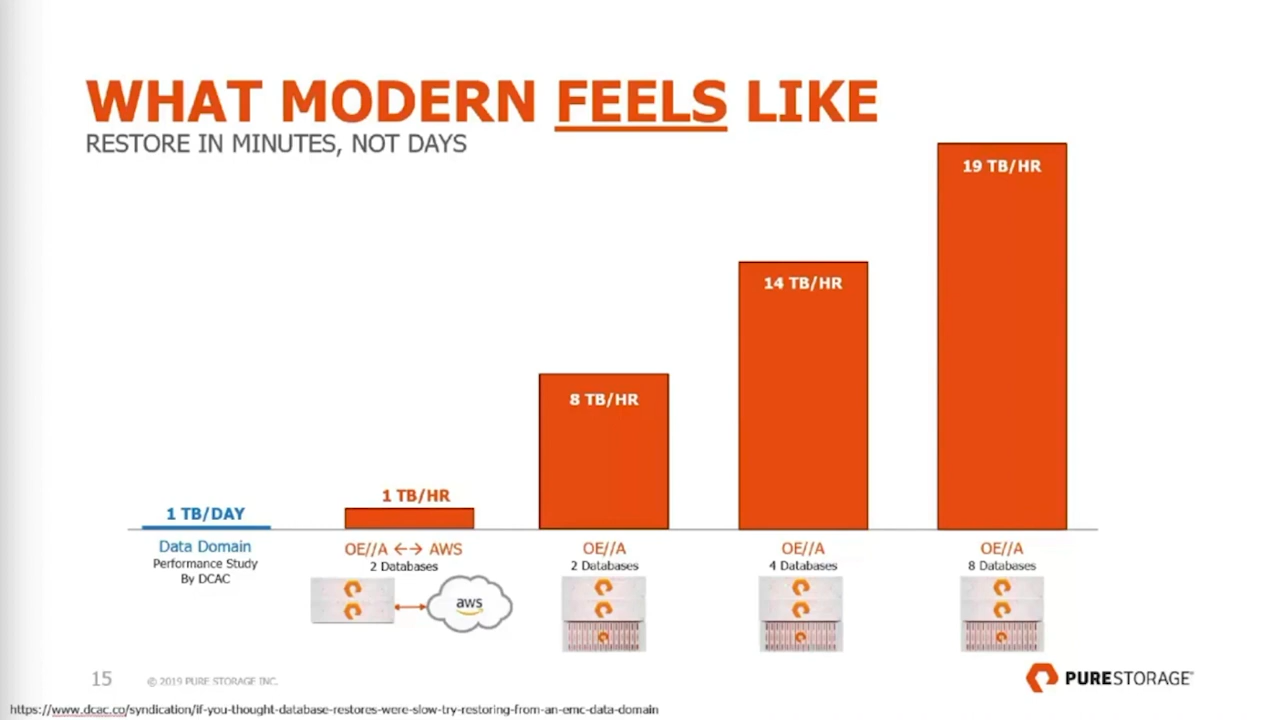 WHAT MODERN FEELS LIKE
RESTORE IN MINUTES, NOT DAYS
1 TB/DAY
1 TB/HR
8 TB/HR
14 TB/HR
19 TB/HR
Data Domain
Performance Study
By DCAC
OE//A ←→ AWS
2 Databases
aws
OE//A
2 Databases
OE//A
4 Databases
OE//A
8 Databases
15
© 2019 PURE STORAGE INC.
PURESTORAGE®
https://www.dcac.co/syndication/if-you-thought-database-restores-were-slow-try-restoring-from-an-emc-data-domain